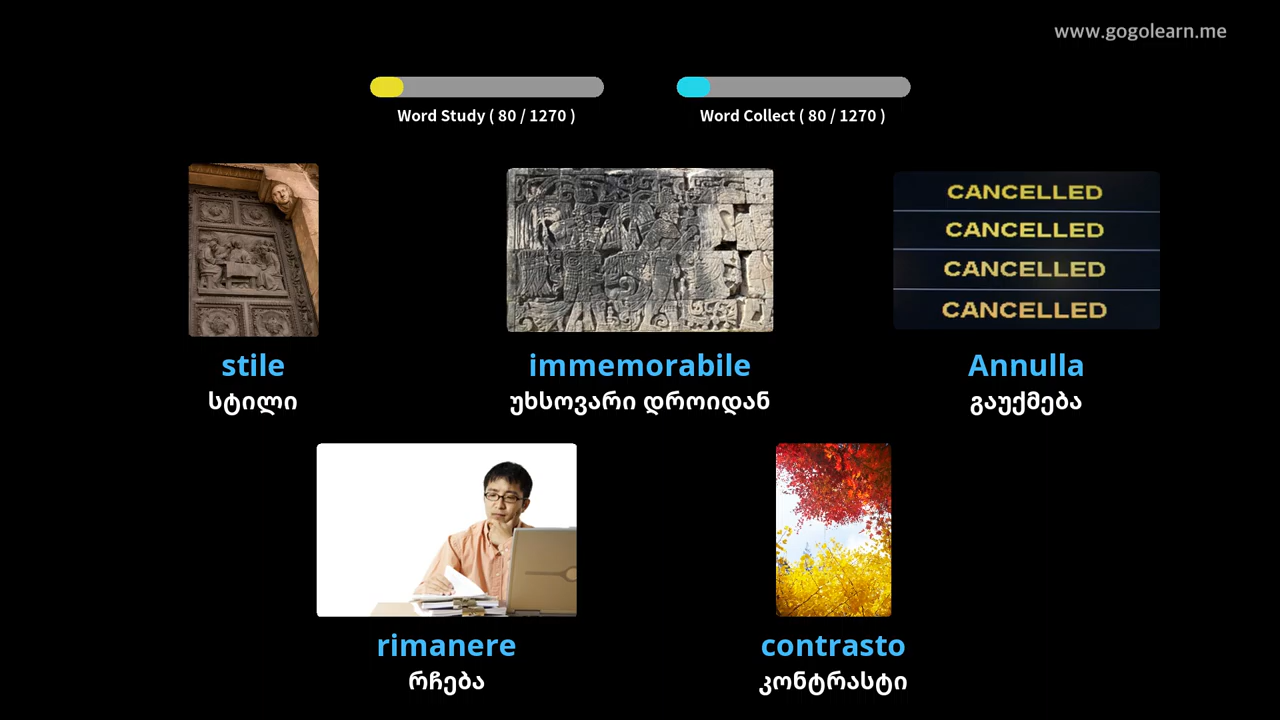 www.gogolearn.me
Word Study ( 80 / 1270 )
Word Collect ( 80 / 1270 )
CANCELLED
CANCELLED
CANCELLED
CANCELLED
stile
სტილი
immemorabile
უხსოვარი დროიდან
Annulla
გაუქმება
rimanere
რჩება
contrasto
კონტრასტი